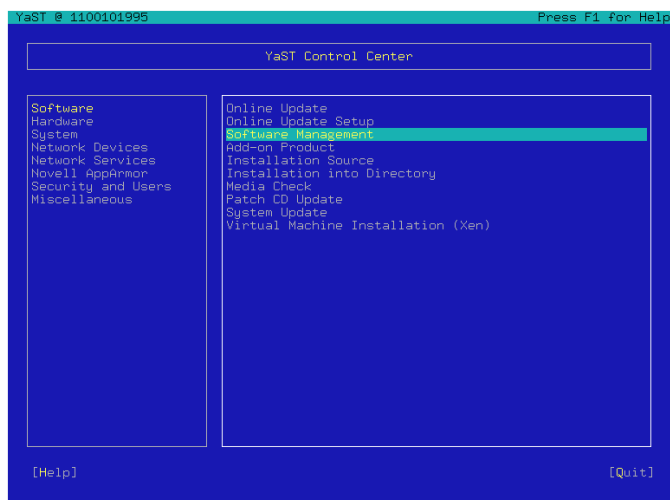 YaST @ 1100101995 Press F1 for Help
YaST Control Center
Software
Hardware
System
Network Devices
Network Services
Novell AppArmor
Security and Users
Miscellaneous
Online Update
Online Update Setup
Software Management
Add-on Product
Installation Source
Installation into Directory
Media Check
Patch CD Update
System Update
Virtual Machine Installation (Xen)
[Help] [Quit]